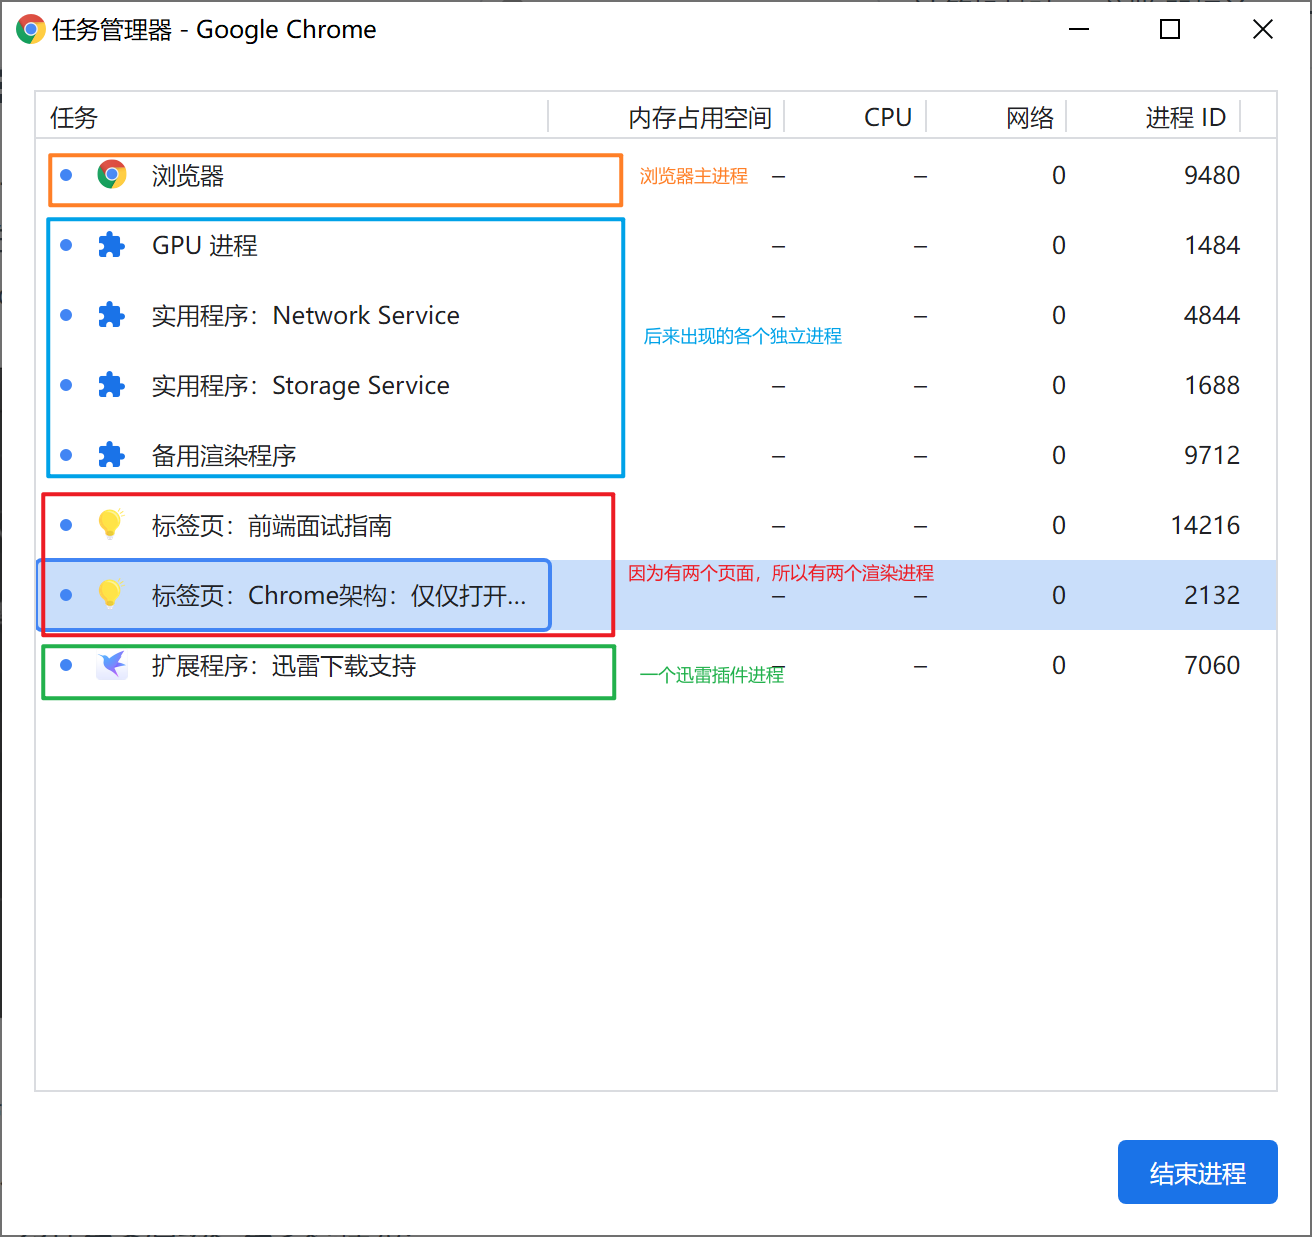 任务管理器 - Google Chrome
任务 内存占用空间 CPU 网络 进程 ID
浏览器 浏览器主进程 – – 0 9480
GPU 进程 – – 0 1484
实用程序：Network Service – – 0 4844
后来出现的各个独立进程
实用程序：Storage Service – – 0 1688
备用渲染程序 – – 0 9712
标签页：前端面试指南 – – 0 14216
因为有两个页面，所以有两个渲染进程
标签页：Chrome架构：仅仅打开... – – 0 2132
扩展程序：迅雷下载支持 – – 0 7060
一个迅雷插件进程
结束进程